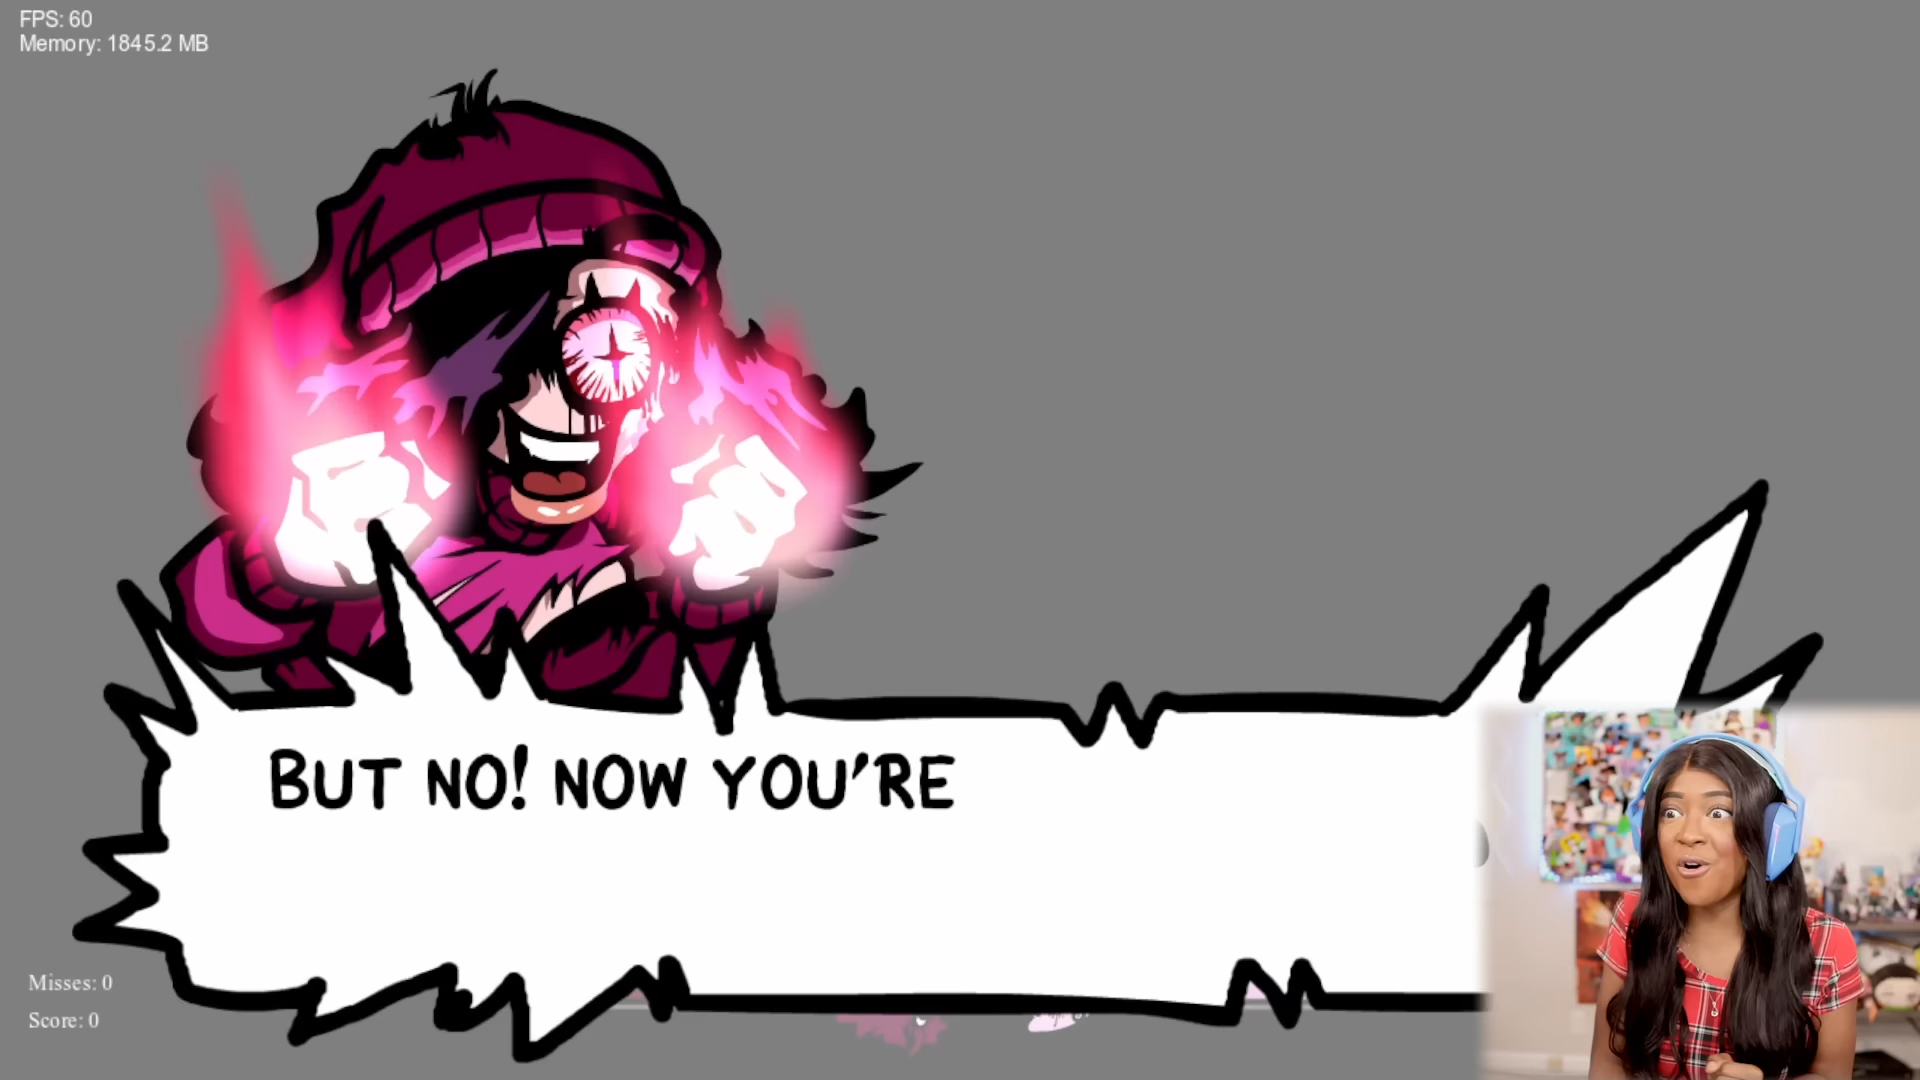 FPS: 60
Memory: 1845.2 MB
BUT NO! NOW YOU'RE
Misses: 0
Score: 0